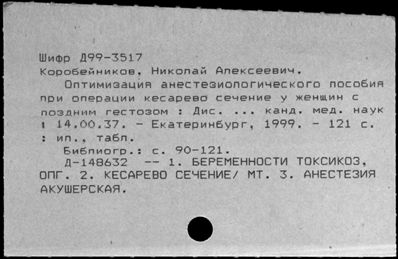 Шифр Д99-3517
Коробейников, Николай Алексеевич.
Оптимизация анестезиологического пособия
при операции кесарево сечение у женщин с
поздним гестозом : Дис. ... канд. мед. наук
: 14.00.37. - Екатеринбург, 1999. - 121 с.
: ил., табл.
Библиогр.: с. 90-121.
Д-148632 -- 1. БЕРЕМЕННОСТИ ТОКСИКОЗ,
ОПГ. 2. КЕСАРЕВО СЕЧЕНИЕ/ МТ. 3. АНЕСТЕЗИЯ
АКУШЕРСКАЯ.